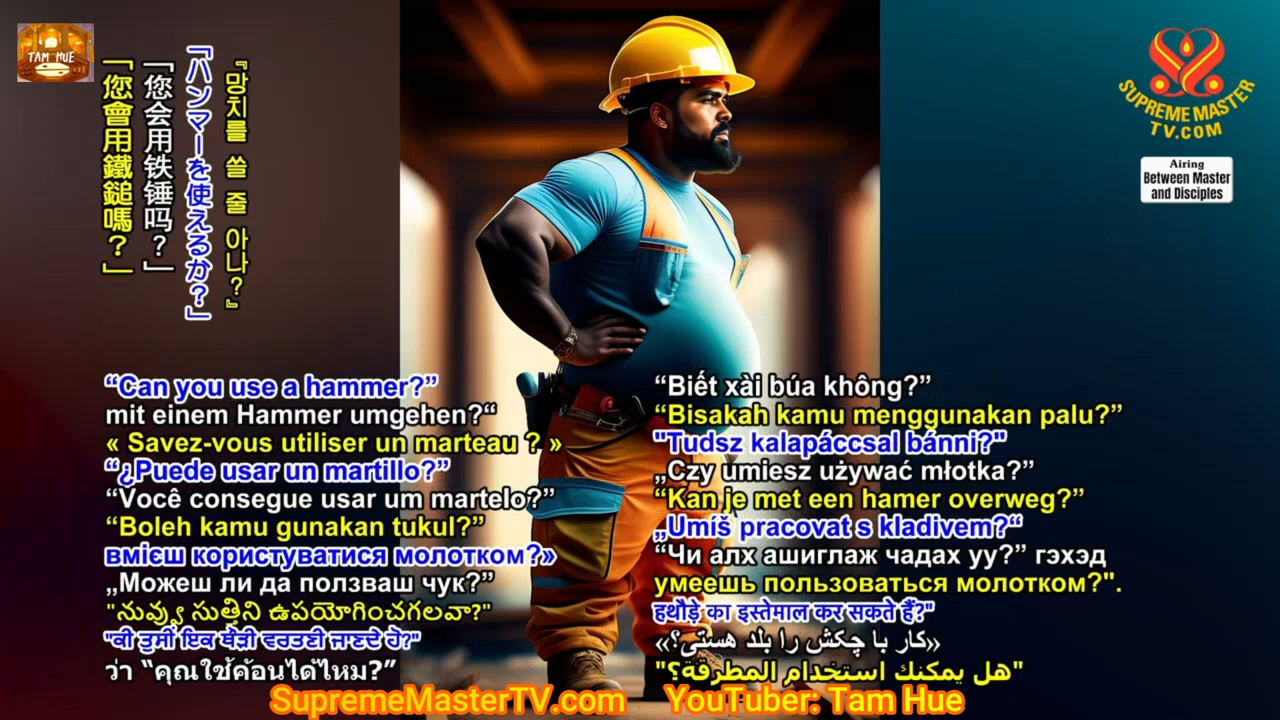 TAM HUE
「您會用鐵鎚嗎？」
「您会用铁锤吗？」
「ハンマーを使えるか？」
『망치를 쓸 줄 아나?』
SUPREME MASTER
TV.COM
Airing
Between Master
and Disciples
“Can you use a hammer?”
mit einem Hammer umgehen?“
« Savez-vous utiliser un marteau ? »
“¿Puede usar un martillo?”
“Você consegue usar um martelo?”
“Boleh kamu gunakan tukul?”
вмієш користуватися молотком?»
„Можеш ли да ползваш чук?”
"నువ్వు సుత్తిని ఉపయోగించగలవా?"
"ਕੀ ਤੁਸੀਂ ਇਕ ਥੌੜੀ ਵਰਤਣੀ ਜਾਣਦੇ ਹੋ?"
ว่า “คุณใช้ค้อนได้ไหม?”
“Biết xài búa không?”
“Bisakah kamu menggunakan palu?”
"Tudsz kalapáccsal bánni?"
„Czy umiesz używać młotka?”
“Kan je met een hamer overweg?”
„Umíš pracovat s kladivem?“
“Чи алх ашиглаж чадах уу?” гэхэд
умеешь пользоваться молотком?".
हथौड़े का इस्तेमाल कर सकते हैं?"
«کار با چکش را بلد هستی؟»
"هل يمكنك استخدام المطرقة؟"
SupremeMasterTV.com YouTuber: Tam Hue